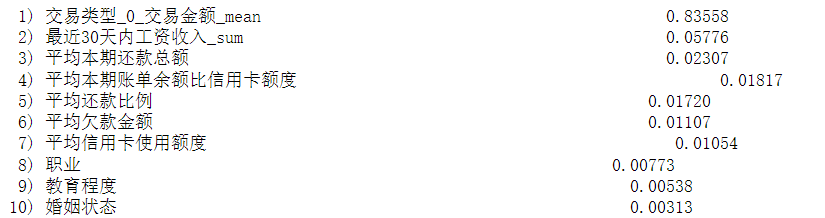 1) 交易类型_0_交易金额_mean 0.83558
2) 最近30天内工资收入_sum 0.05776
3) 平均本期还款总额 0.02307
4) 平均本期账单余额比信用卡额度 0.01817
5) 平均还款比例 0.01720
6) 平均欠款金额 0.01107
7) 平均信用卡使用额度 0.01054
8) 职业 0.00773
9) 教育程度 0.00538
10) 婚姻状态 0.00313